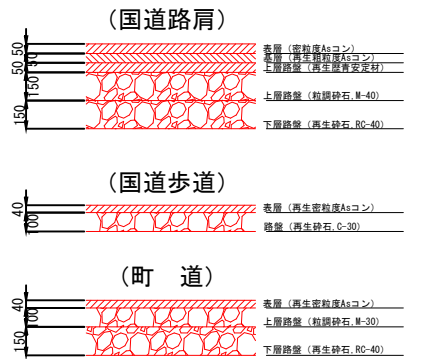 （国道路肩）
50 表層（密粒度Asコン）
50 基層（再生粗粒度Asコン）
50 上層路盤（再生瀝青安定材）
150 上層路盤（粒調砕石,M-40）
150 下層路盤（再生砕石,RC-40）
（国道歩道）
40 表層（再生密粒度Asコン）
100 路盤（再生砕石,C-30）
（町　道）
40 表層（再生密粒度Asコン）
100 上層路盤（粒調砕石,M-30）
150 下層路盤（再生砕石,RC-40）